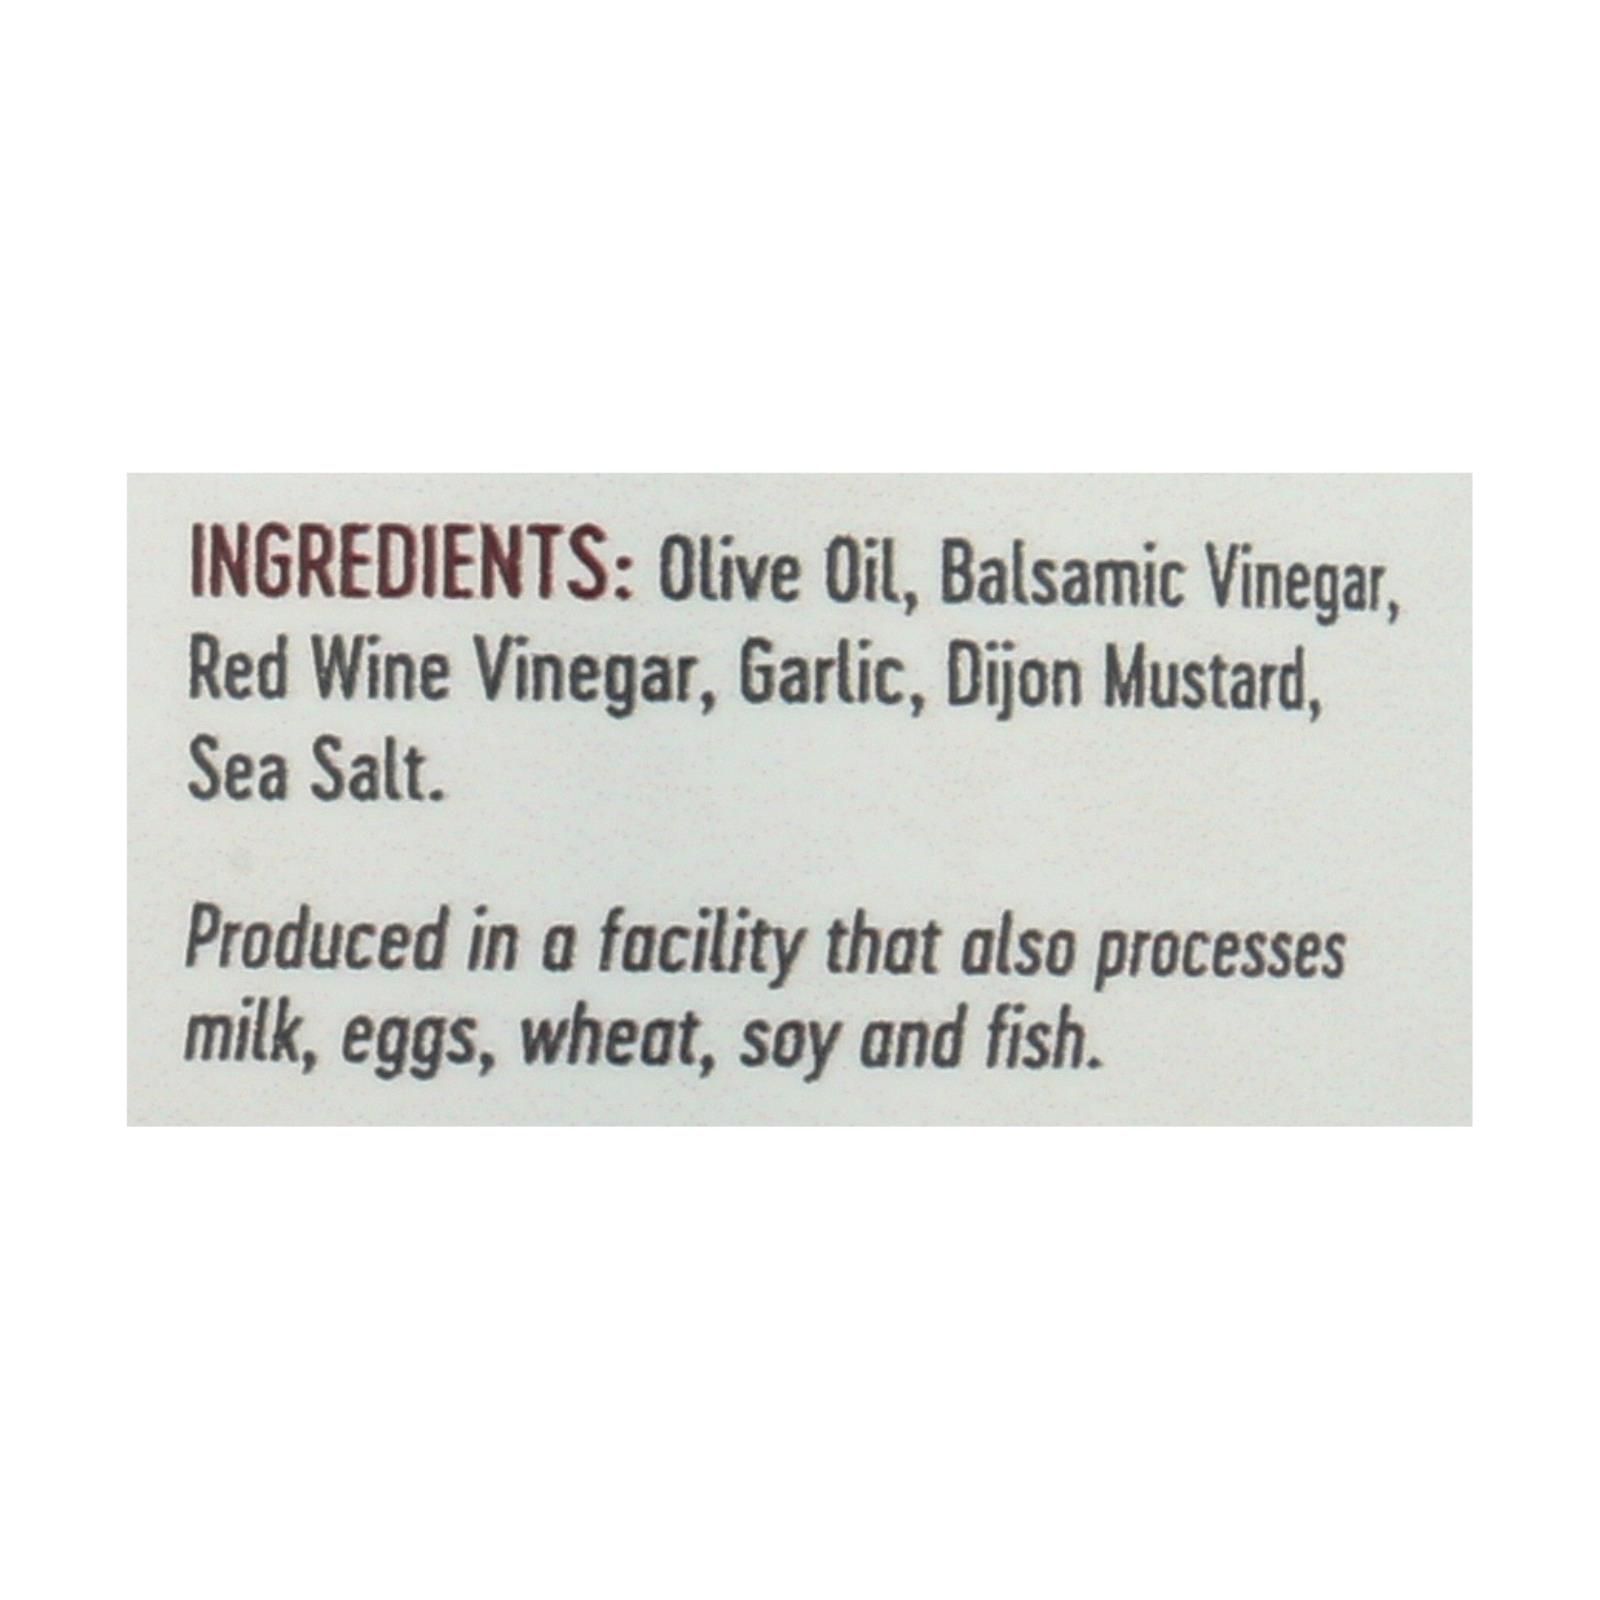 INGREDIENTS: Olive Oil, Balsamic Vinegar,
Red Wine Vinegar, Garlic, Dijon Mustard,
Sea Salt.
Produced in a facility that also processes
milk, eggs, wheat, soy and fish.